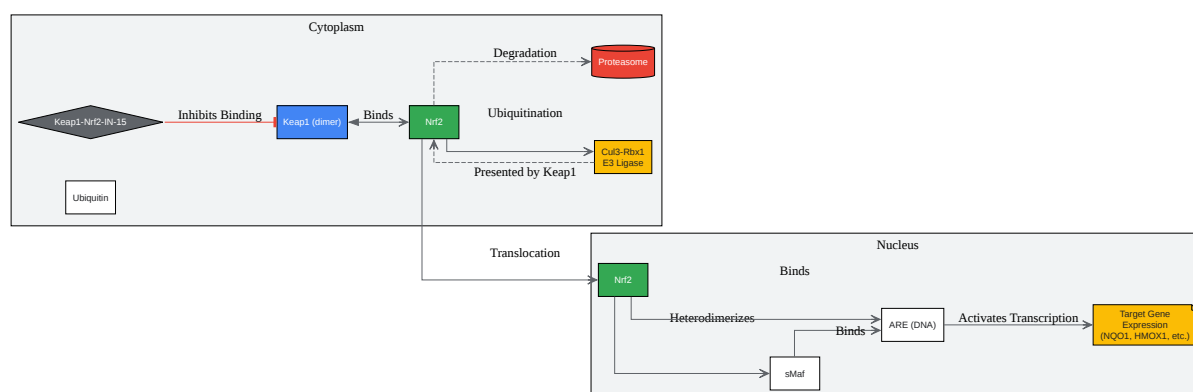 Cytoplasm
Degradation
Proteasome
Keap1-Nrf2-IN-15
Inhibits Binding
Keap1 (dimer)
Binds
Nrf2
Ubiquitination
Cul3-Rbx1
E3 Ligase
Presented by Keap1
Ubiquitin
Translocation
Nucleus
Nrf2
Binds
Heterodimerizes
Binds
ARE (DNA)
Activates Transcription
Target Gene
Expression
(NQO1, HMOX1, etc.)
sMaf